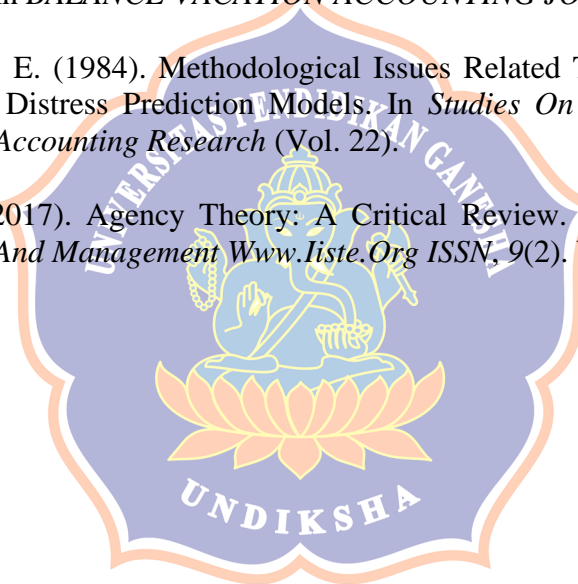 BALANCE VACATION ACCOUNTING JO
E. (1984). Methodological Issues Related T
Distress Prediction Models. In Studies On
Accounting Research (Vol. 22).
2017). Agency Theory: A Critical Review.
And Management Www.Iiste.Org ISSN, 9(2).
UNIVERSITAS PENDIDIKAN GANESHA
UNDIKSHA